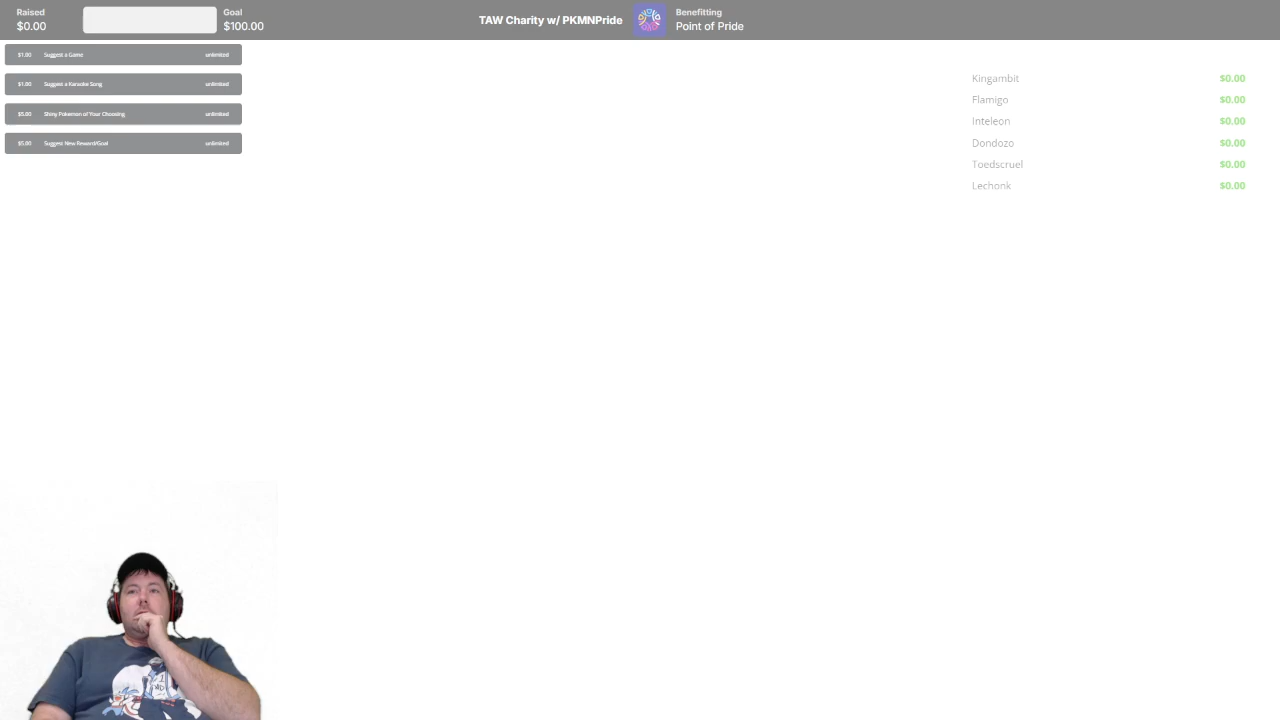 Raised
$0.00
Goal
$100.00
TAW Charity w/ PKMNPride
Benefitting
Point of Pride
$1.00 Suggest a Game unlimited
$1.00 Suggest a Karaoke Song unlimited
$5.00 Shiny Pokemon of Your Choosing unlimited
$5.00 Suggest New Reward/Goal unlimited
Kingambit $0.00
Flamigo $0.00
Inteleon $0.00
Dondozo $0.00
Toedscruel $0.00
Lechonk $0.00